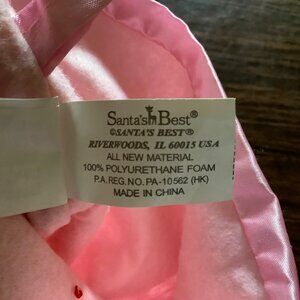 Santa's Best®
©SANTA'S BEST®
RIVERWOODS, IL 60015 USA
ALL NEW MATERIAL
100% POLYURETHANE FOAM
P.A. REG. NO. PA-10562 (HK)
MADE IN CHINA